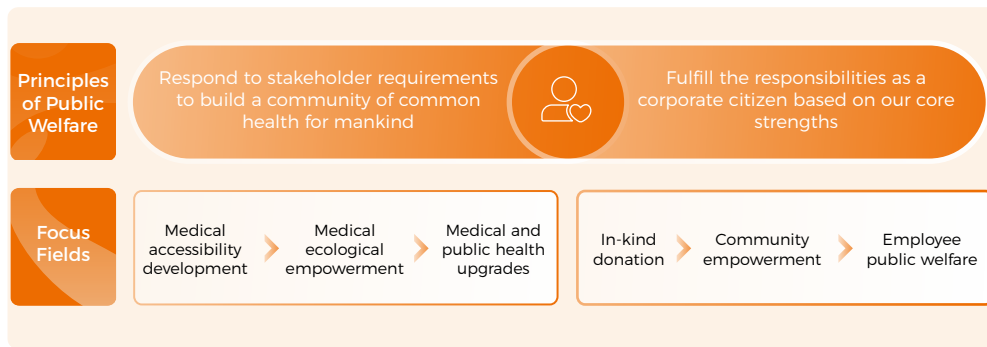 Principles
of Public
Welfare
Respond to stakeholder requirements
to build a community of common
health for mankind
Fulfill the responsibilities as a
corporate citizen based on our core
strengths
Focus
Fields
Medical
accessibility
development
Medical
ecological
empowerment
Medical and
public health
upgrades
In-kind
donation
Community
empowerment
Employee
public welfare